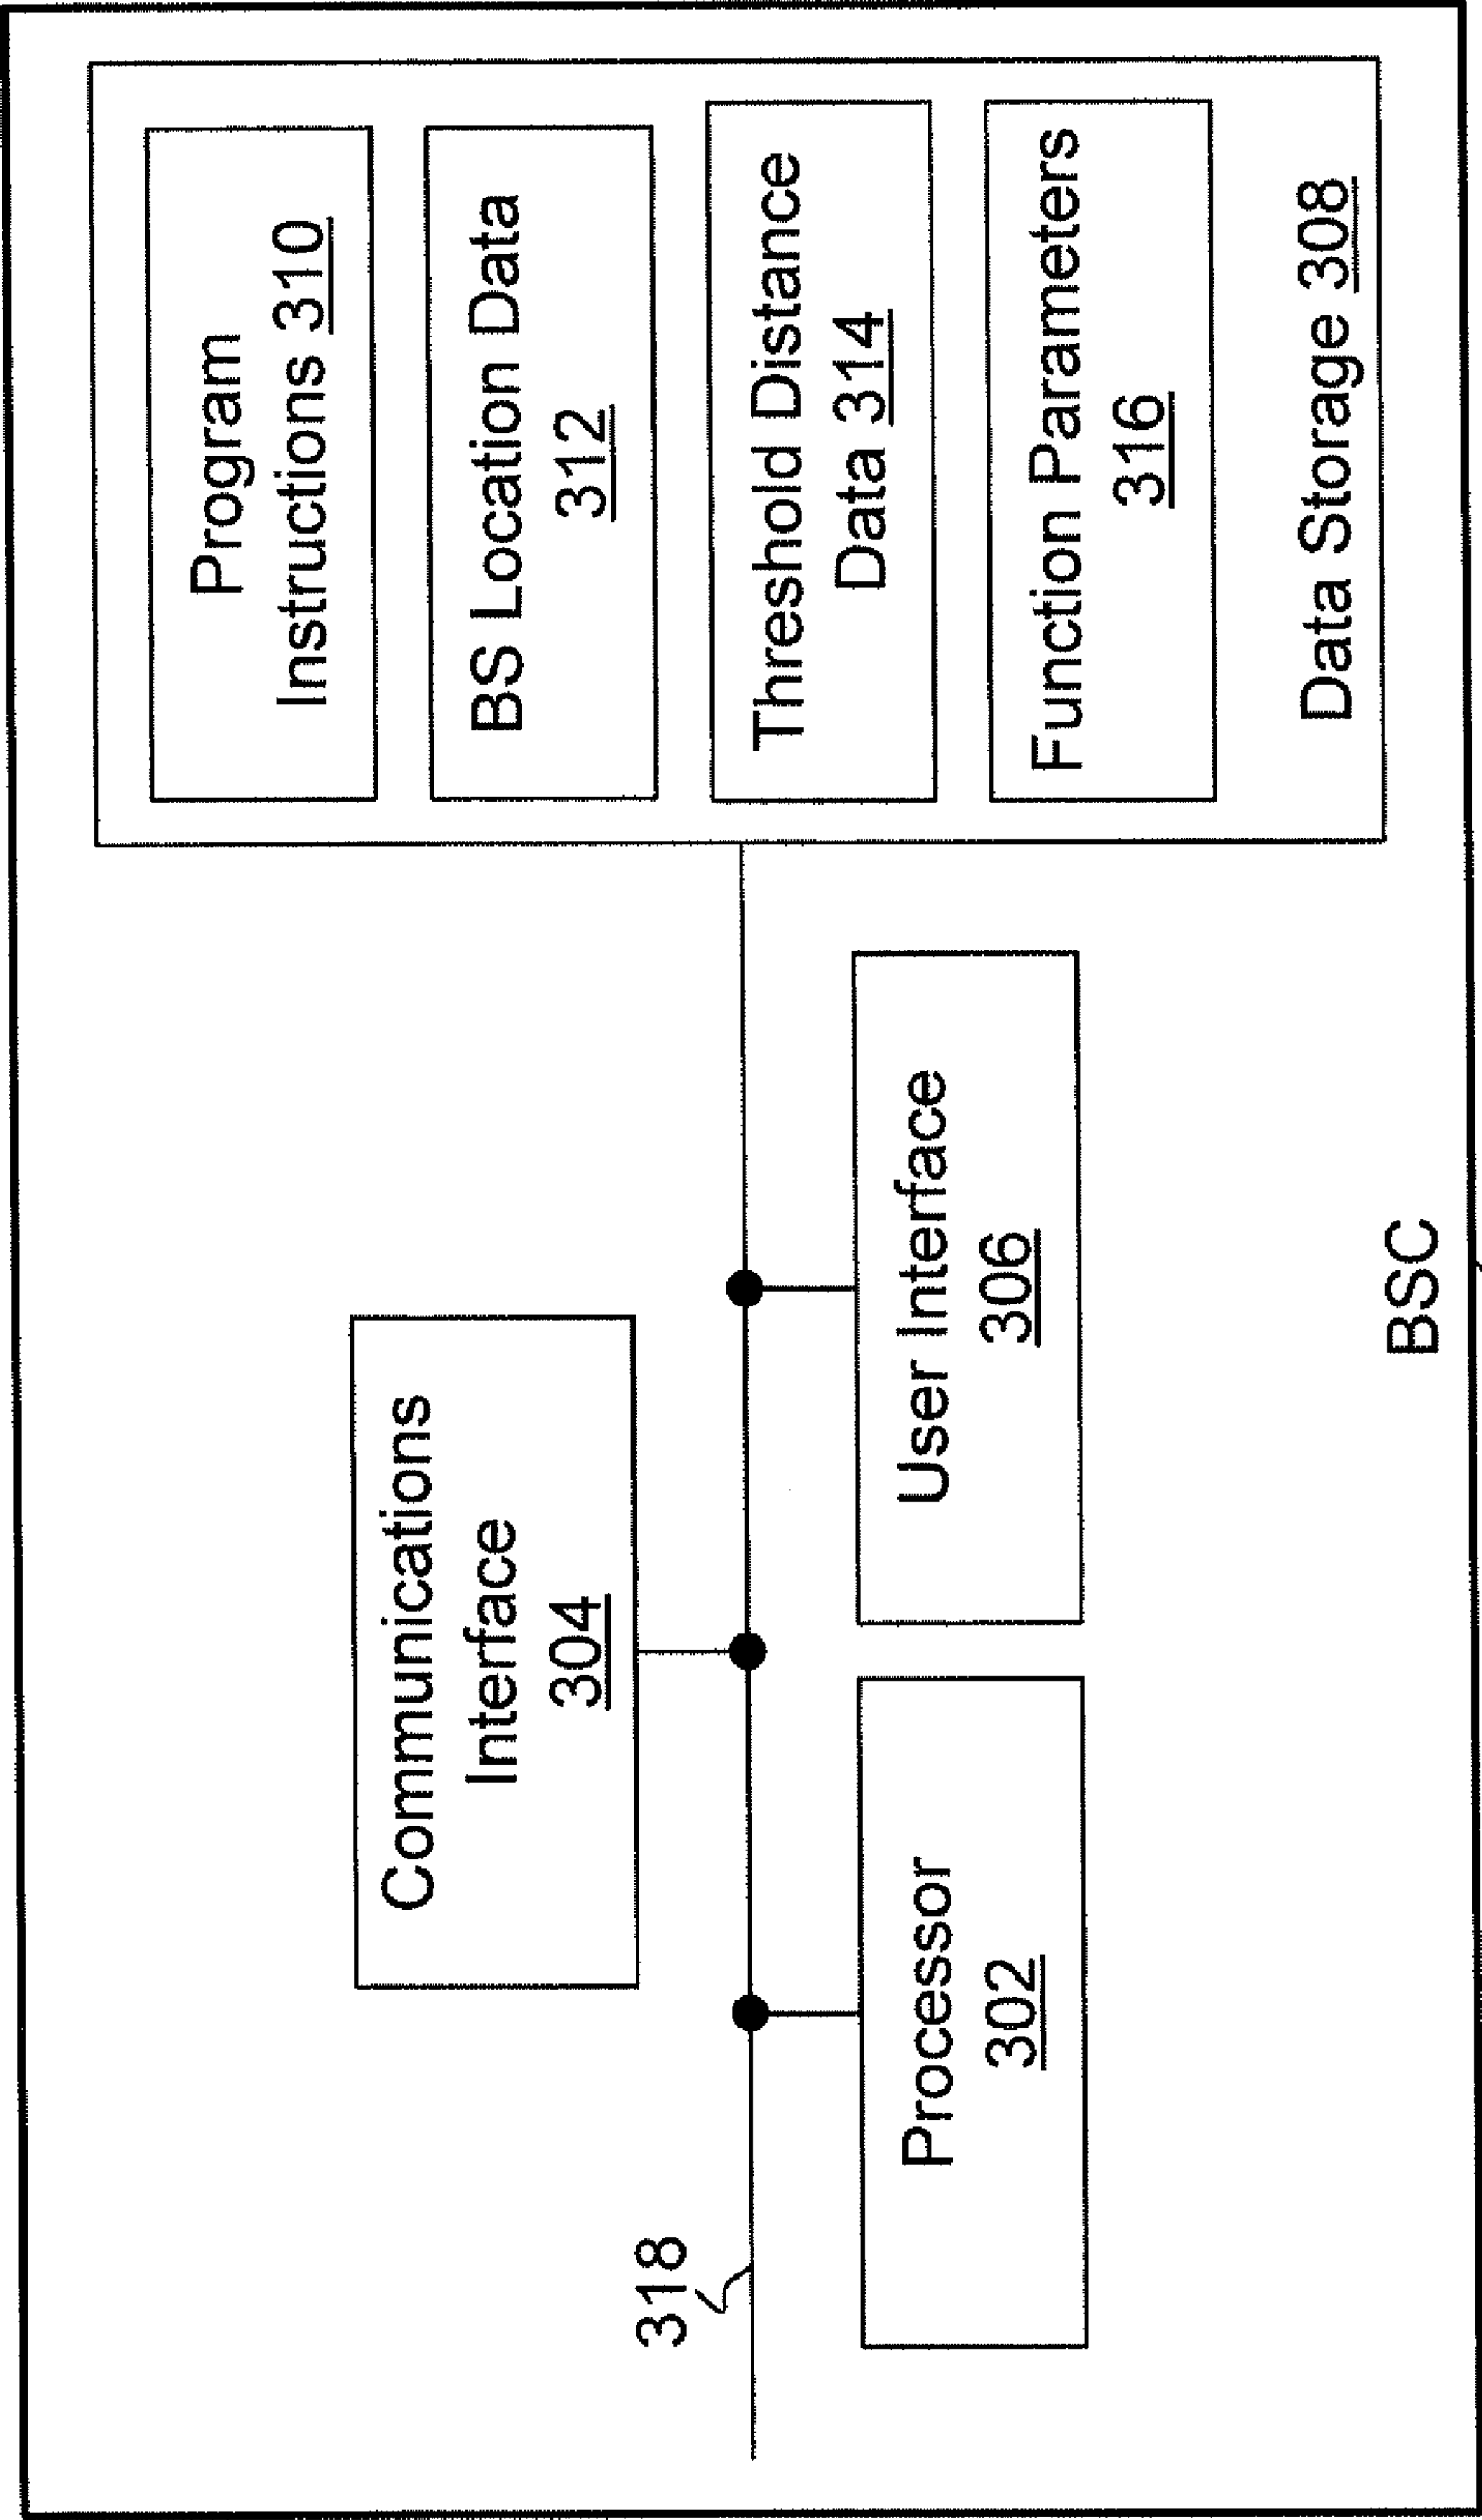 Communications
Interface
304
318
Processor
302
User Interface
306
Program
Instructions 310
BS Location Data
312
Threshold Distance
Data 314
Function Parameters
316
Data Storage 308
BSC